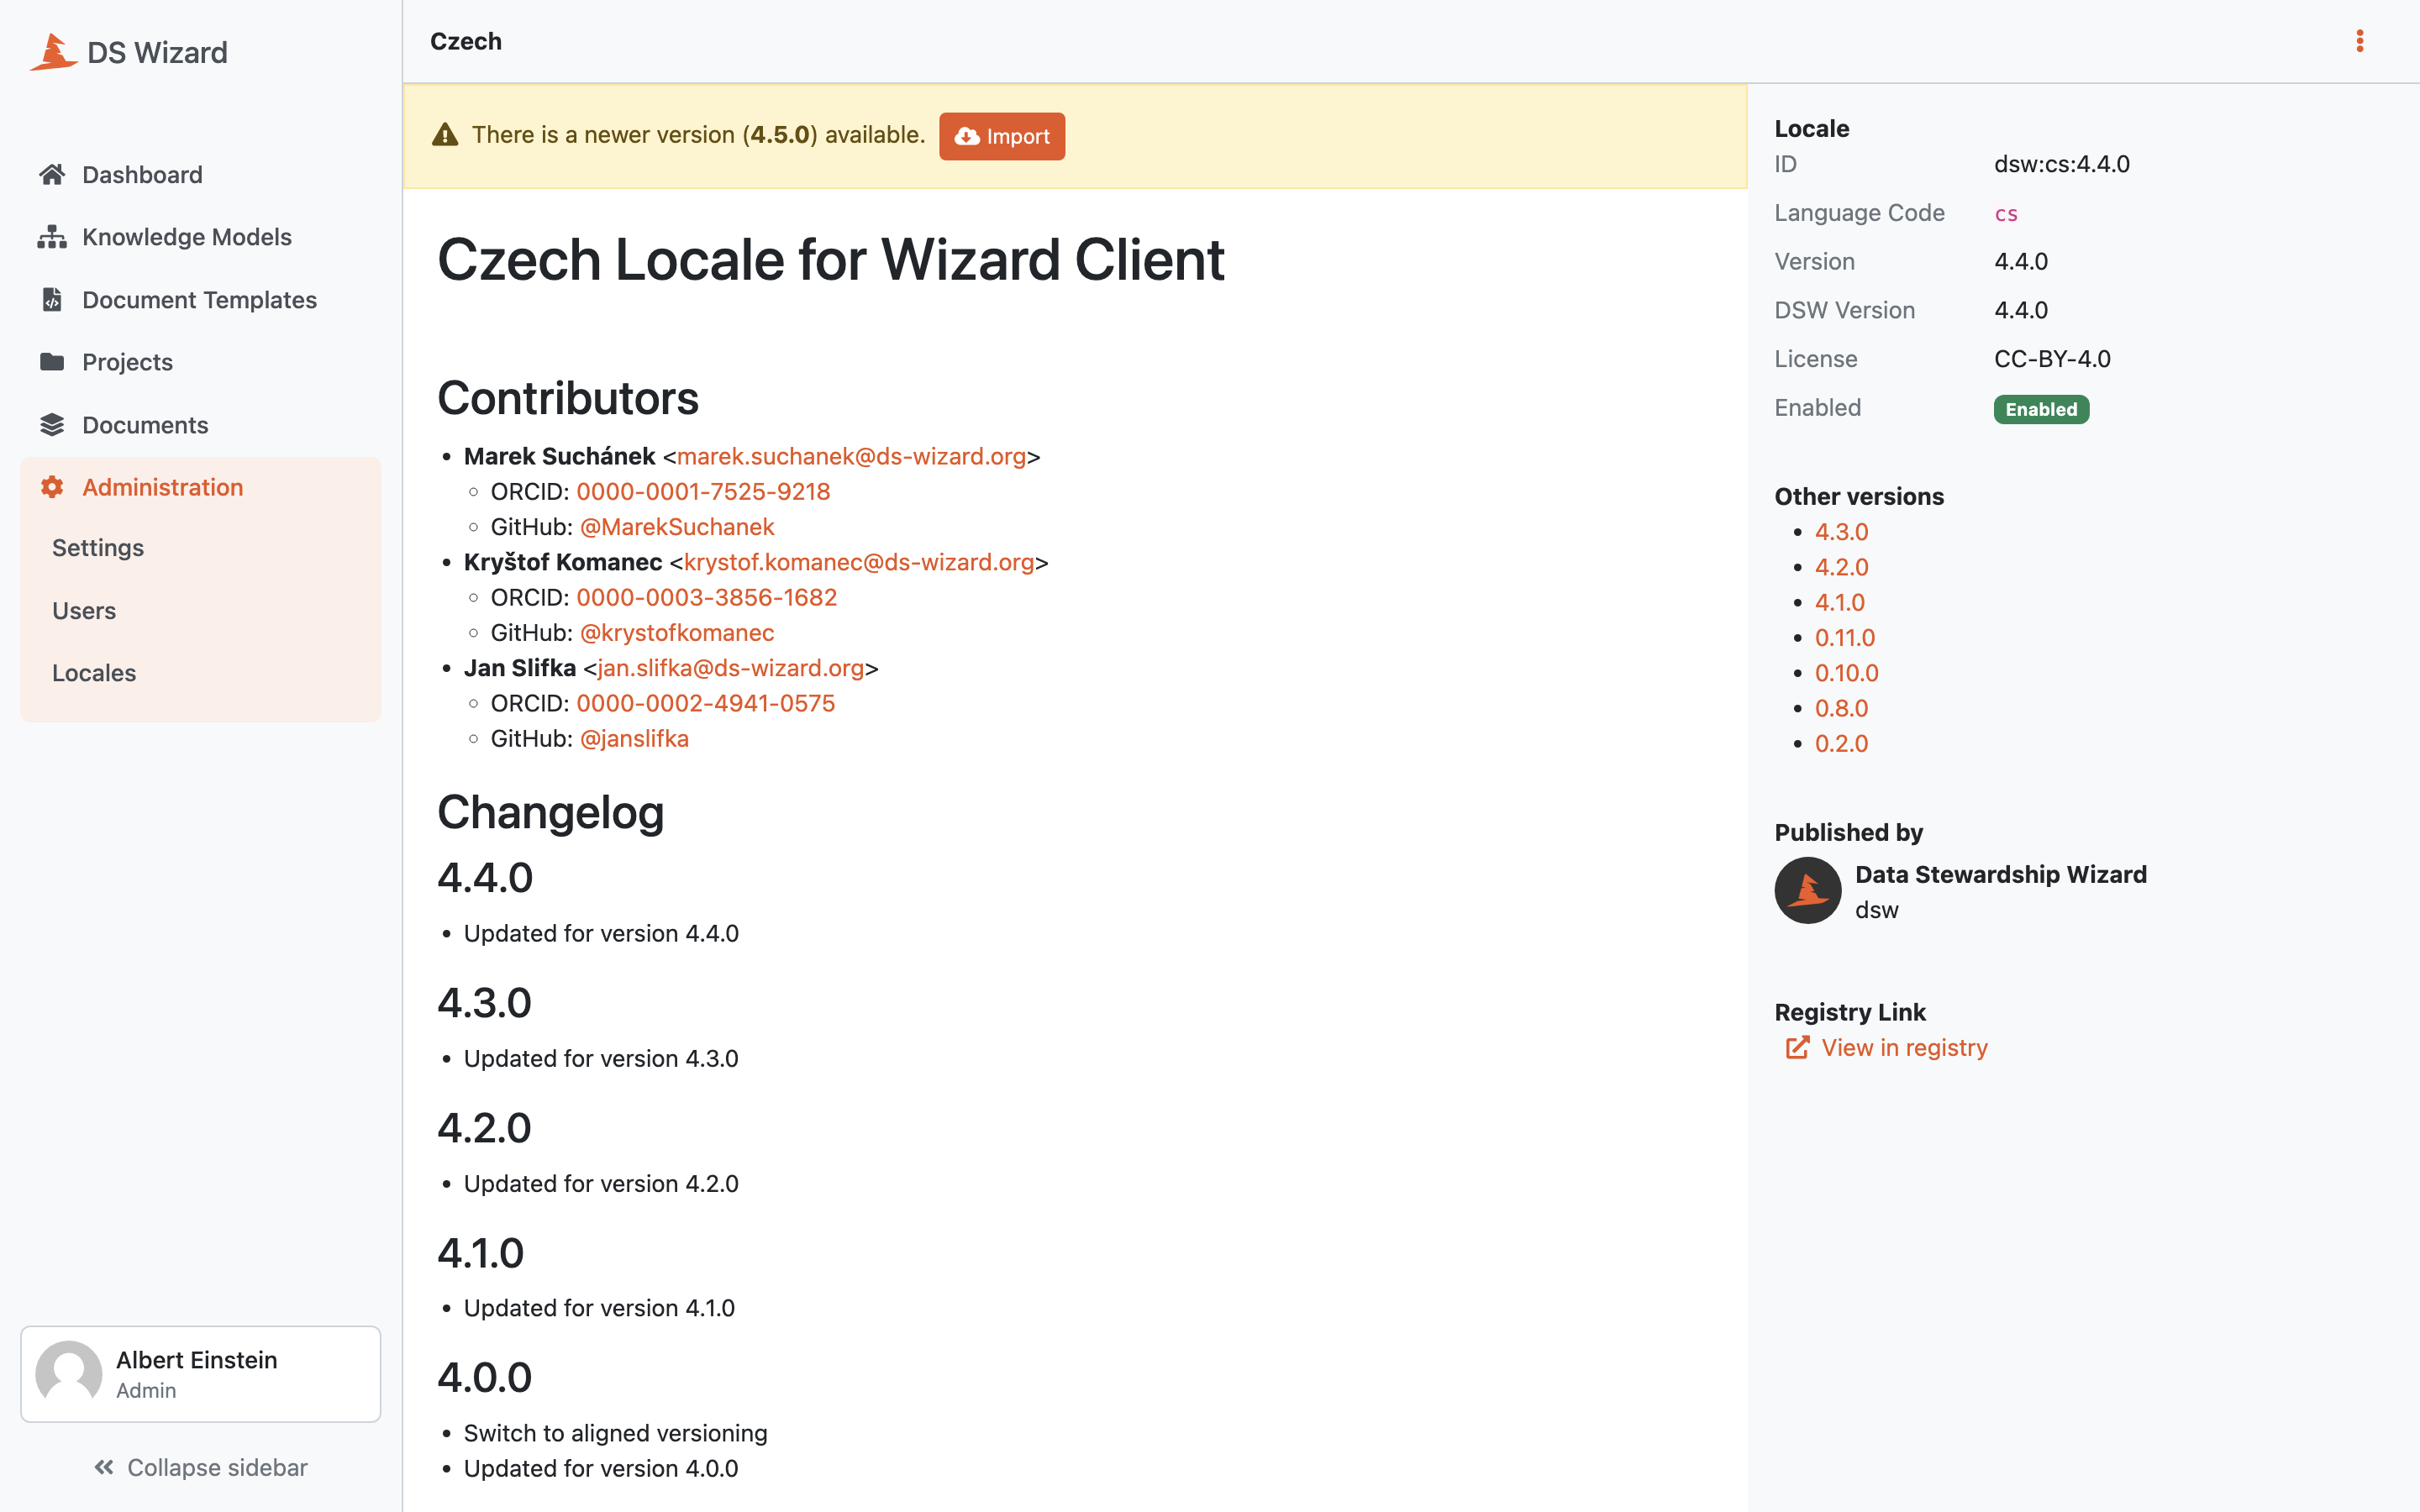 DS Wizard
Dashboard
Knowledge Models
Document Templates
Projects
Documents
Administration
Settings
Users
Locales
Albert Einstein
Admin
Collapse sidebar
Czech
There is a newer version (4.5.0) available. Import
Czech Locale for Wizard Client
Contributors
Marek Suchánek <marek.suchanek@ds-wizard.org>
ORCID: 0000-0001-7525-9218
GitHub: @MarekSuchanek
Kryštof Komanec <krystof.komanec@ds-wizard.org>
ORCID: 0000-0003-3856-1682
GitHub: @krystofkomanec
Jan Slifka <jan.slifka@ds-wizard.org>
ORCID: 0000-0002-4941-0575
GitHub: @janslifka
Changelog
4.4.0
Updated for version 4.4.0
4.3.0
Updated for version 4.3.0
4.2.0
Updated for version 4.2.0
4.1.0
Updated for version 4.1.0
4.0.0
Switch to aligned versioning
Updated for version 4.0.0
Locale
ID dsw:cs:4.4.0
Language Code cs
Version 4.4.0
DSW Version 4.4.0
License CC-BY-4.0
Enabled Enabled
Other versions
4.3.0
4.2.0
4.1.0
0.11.0
0.10.0
0.8.0
0.2.0
Published by
Data Stewardship Wizard
dsw
Registry Link
View in registry